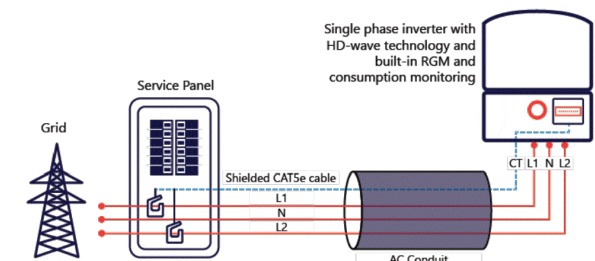 Single phase inverter with
HD-wave technology and
built-in RGM and
consumption monitoring
Service Panel
Grid
CT L1 N L2
Shielded CAT5e cable
L1
N
L2
AC Conduit